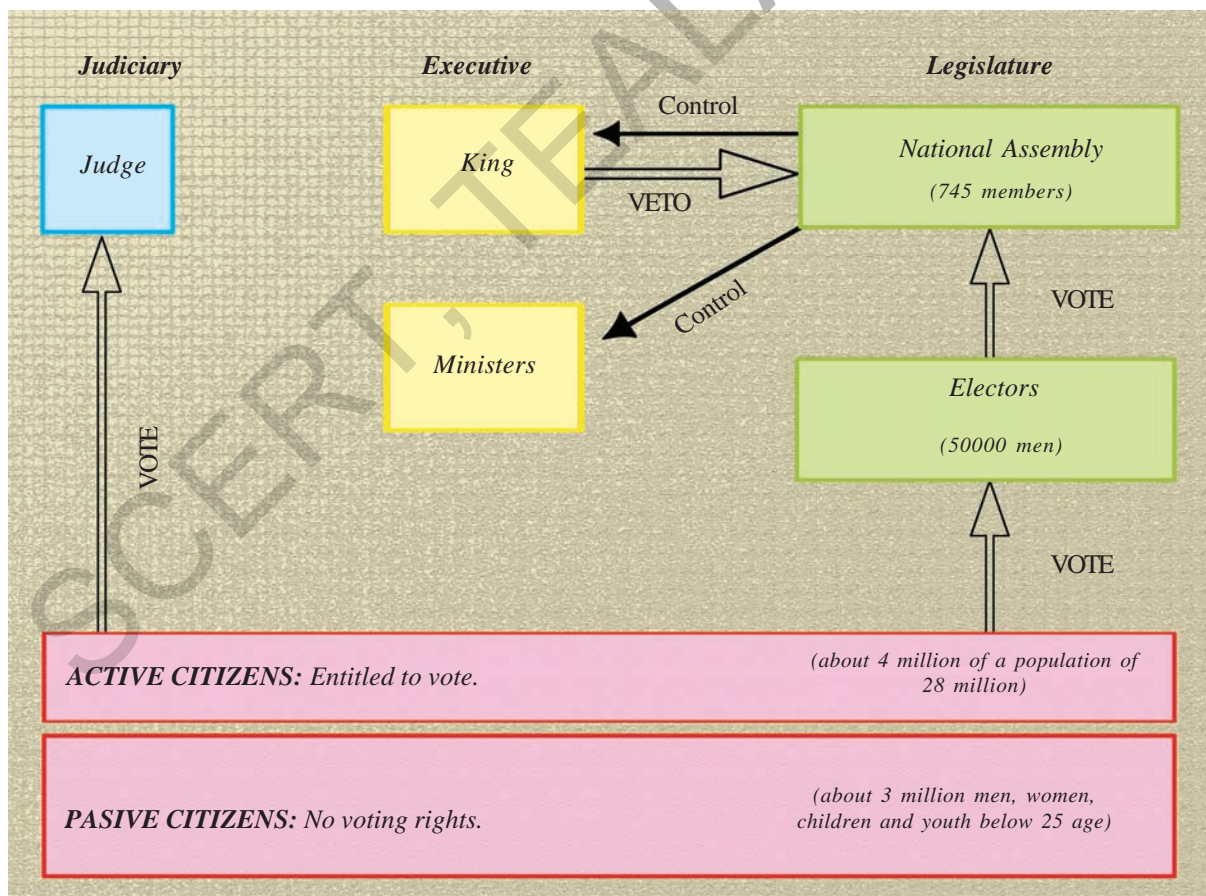 Judiciary
Executive
Legislature
Judge
King
Control
VETO
National Assembly
(745 members)
Ministers
Control
VOTE
Electors
(50000 men)
VOTE
VOTE
ACTIVE CITIZENS: Entitled to vote.
(about 4 million of a population of
28 million)
PASIVE CITIZENS: No voting rights.
(about 3 million men, women,
children and youth below 25 age)